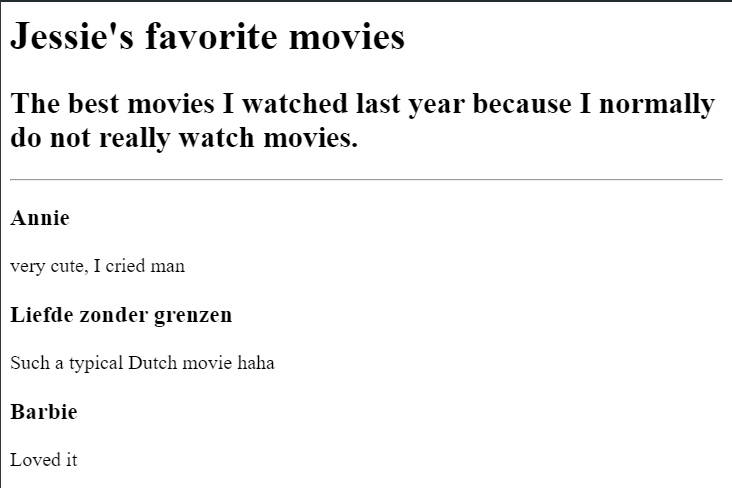 Jessie's favorite movies
The best movies I watched last year because I normally
do not really watch movies.
Annie
very cute, I cried man
Liefde zonder grenzen
Such a typical Dutch movie haha
Barbie
Loved it